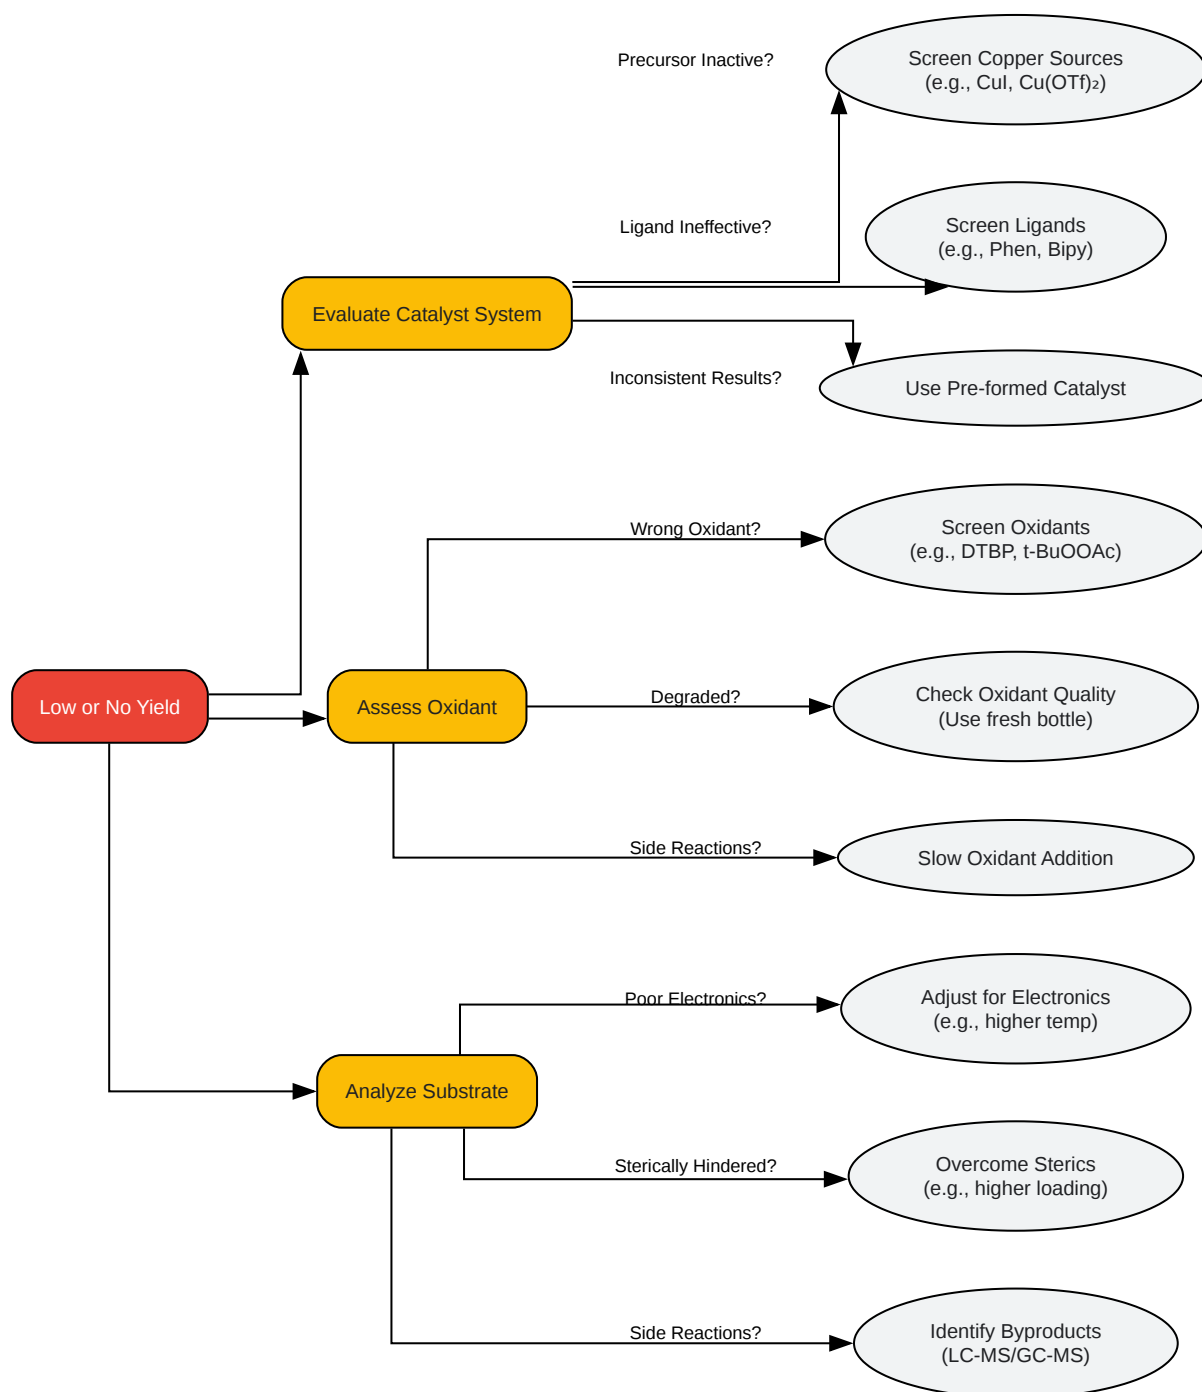 Precursor Inactive?
Screen Copper Sources
(e.g., CuI, Cu(OTf)₂)
Ligand Ineffective?
Screen Ligands
(e.g., Phen, Bipy)
Evaluate Catalyst System
Inconsistent Results?
Use Pre-formed Catalyst
Wrong Oxidant?
Screen Oxidants
(e.g., DTBP, t-BuOOAc)
Low or No Yield
Assess Oxidant
Degraded?
Check Oxidant Quality
(Use fresh bottle)
Side Reactions?
Slow Oxidant Addition
Poor Electronics?
Adjust for Electronics
(e.g., higher temp)
Analyze Substrate
Sterically Hindered?
Overcome Sterics
(e.g., higher loading)
Side Reactions?
Identify Byproducts
(LC-MS/GC-MS)